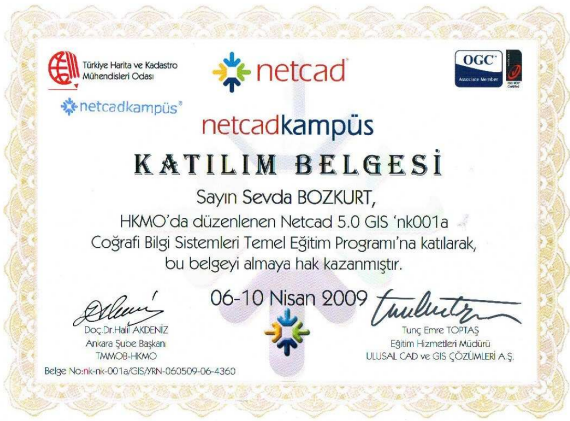 Türkiye Harita ve Kadastro
Mühendisleri Odası
netcadkampüs®
netcad®
OGC®
Associate Member
netcadkampüs
KATILIM BELGESİ
Sayın Sevda BOZKURT,
HKMO'da düzenlenen Netcad 5.0 GIS 'nk001a
Coğrafi Bilgi Sistemleri Temel Eğitim Programı'na katılarak,
bu belgeyi almaya hak kazanmıştır.
06-10 Nisan 2009
Doç.Dr.Halil AKDENİZ
Ankara Şube Başkanı
TMMOB-HKMO
Tunç Emre TOPTAŞ
Eğitim Hizmetleri Müdürü
ULUSAL CAD ve GIS ÇÖZÜMLERİ A.Ş.
Belge No:nk-nk-001a/GIS/YRN-060509-06-4360